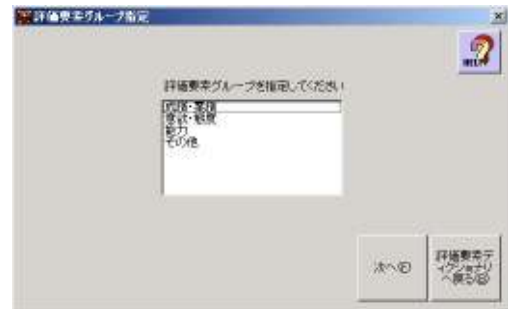 評価要素グループ指定
HELP
評価要素グループを指定してください
成績・業績
意欲・態度
能力
その他
次へ(F)
評価要素デ
ィクショナリ
へ戻る(B)